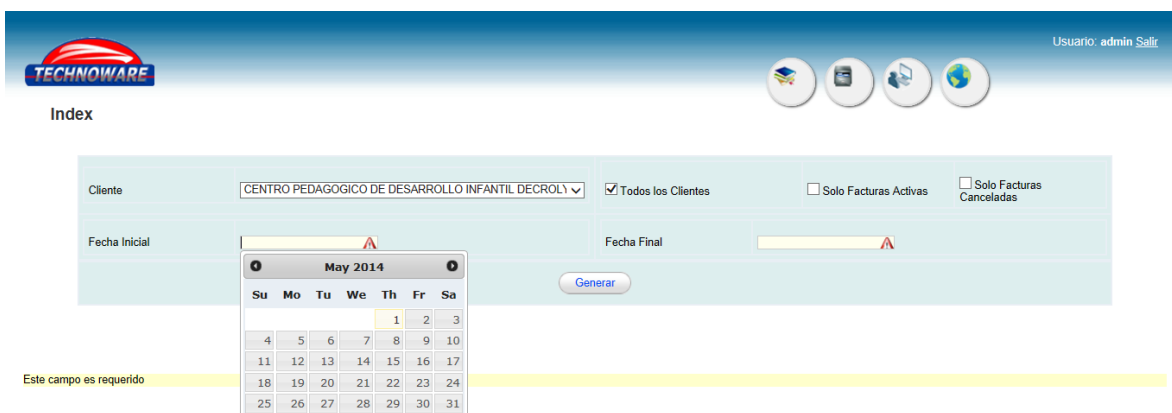 Usuario: admin Salir
TECHNOWARE
Index
Cliente
CENTRO PEDAGOGICO DE DESARROLLO INFANTIL DECROLY
Todos los Clientes
Solo Facturas Activas
Solo Facturas
Canceladas
Fecha Inicial
Fecha Final
May 2014
Su Mo Tu We Th Fr Sa
1 2 3
4 5 6 7 8 9 10
11 12 13 14 15 16 17
18 19 20 21 22 23 24
25 26 27 28 29 30 31
Generar
Este campo es requerido